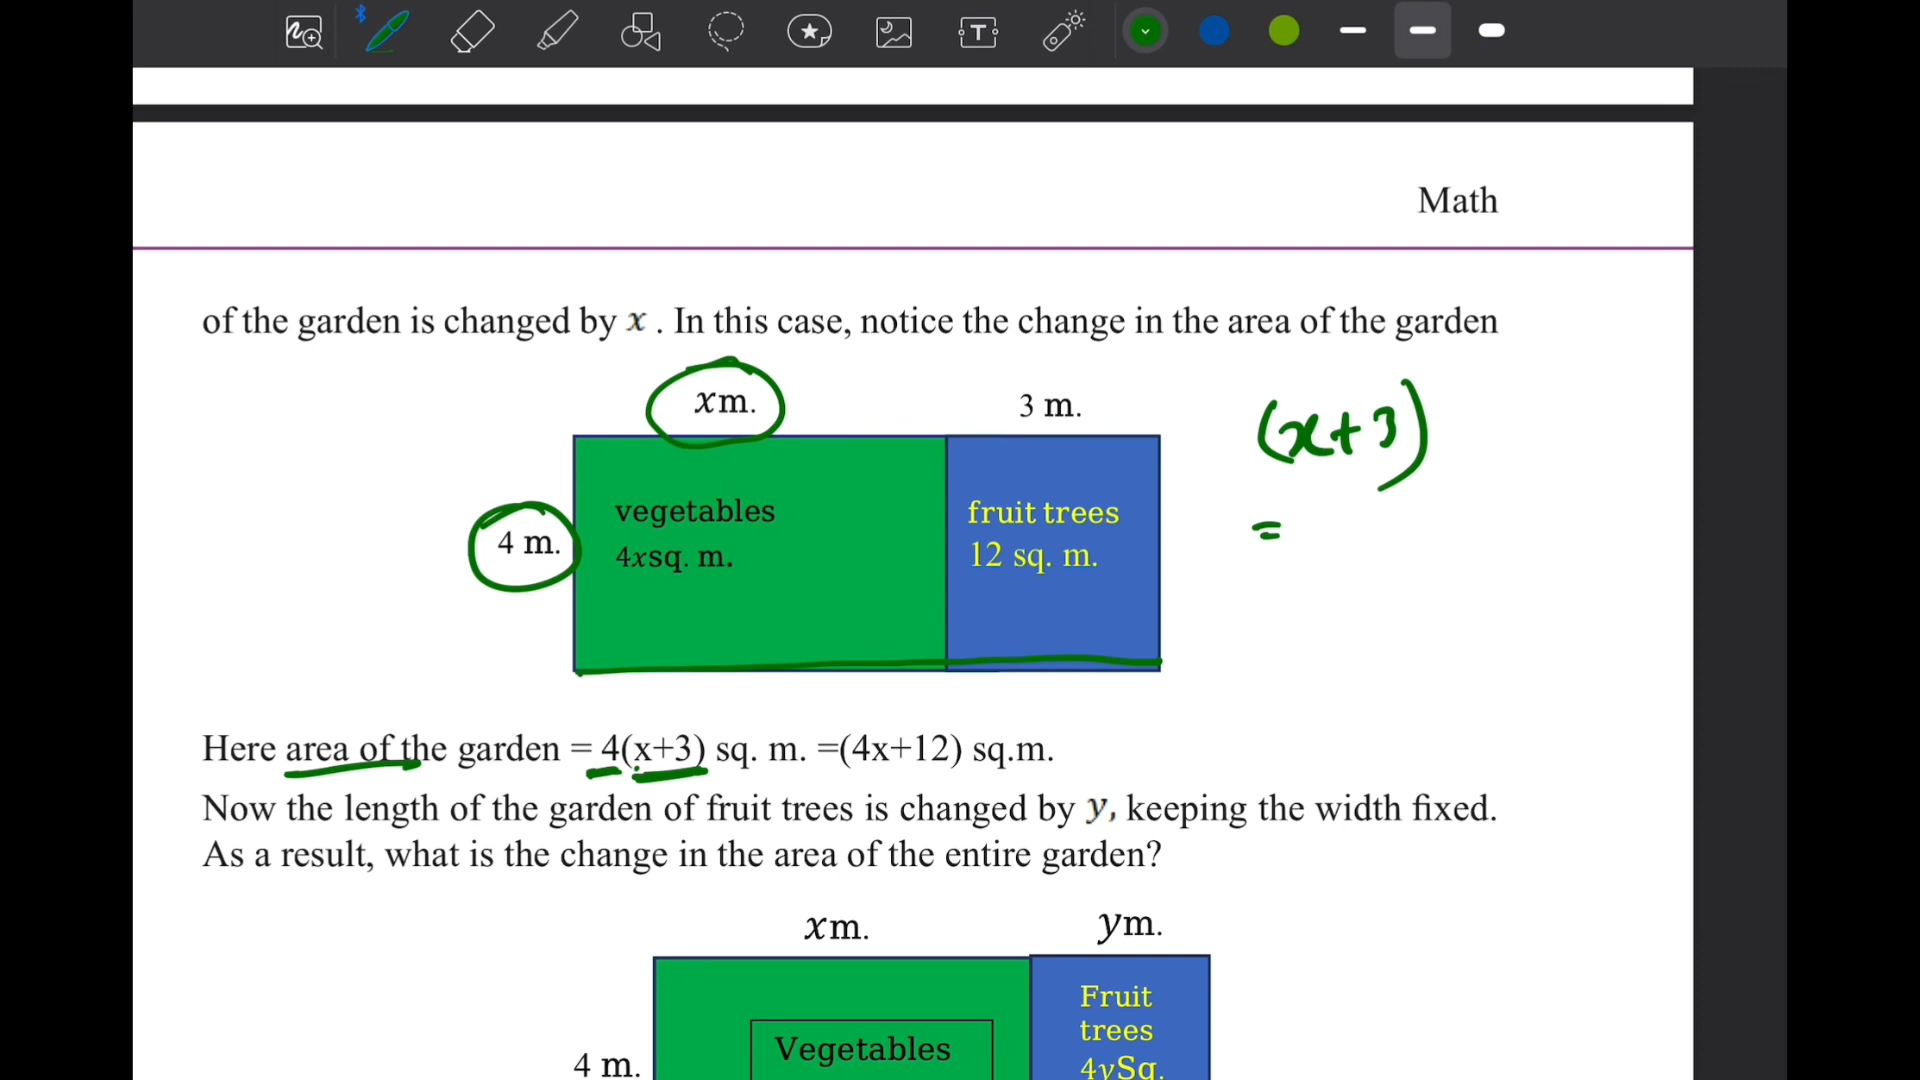 Math
of the garden is changed by x . In this case, notice the change in the area of the garden
xm.
3 m.
(x+3)
4 m.
vegetables
4xsq. m.
fruit trees
12 sq. m.
=
Here area of the garden = 4(x+3) sq. m. =(4x+12) sq.m.
Now the length of the garden of fruit trees is changed by y, keeping the width fixed.
As a result, what is the change in the area of the entire garden?
xm.
ym.
4 m.
Vegetables
Fruit
trees
4ySq.